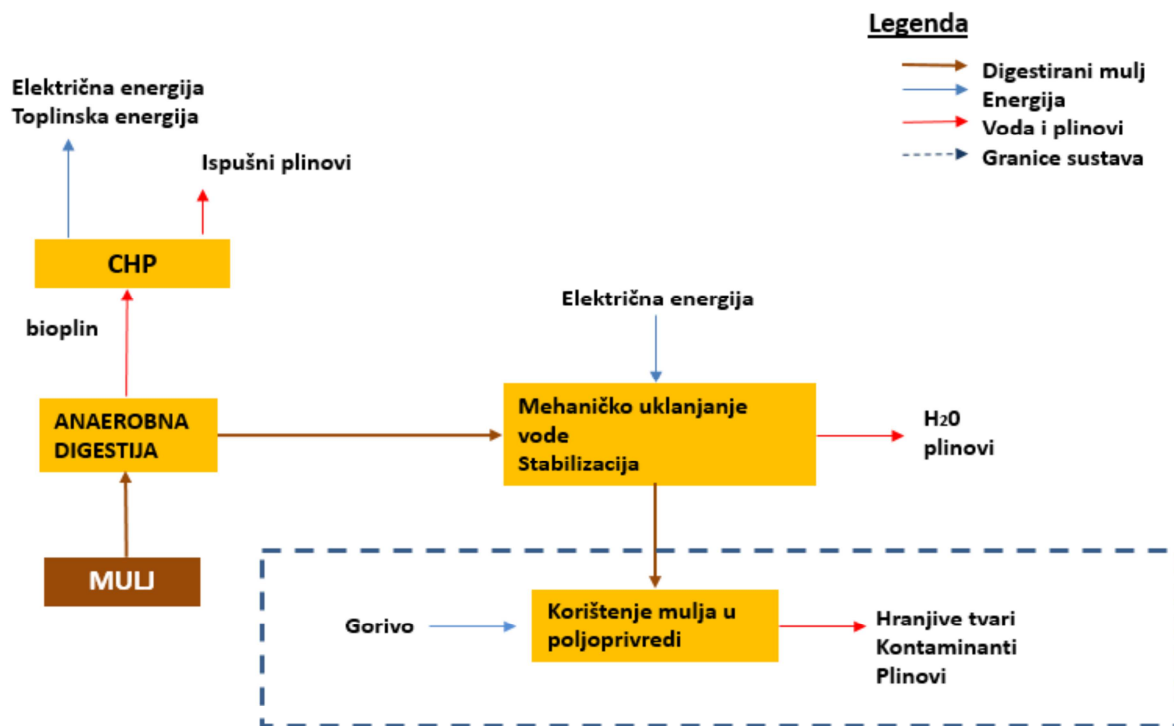 Legenda
Digestirani mulj
Energija
Voda i plinovi
Granice sustava
Električna energija
Toplinska energija
Ispušni plinovi
CHP
bioplin
Električna energija
ANAEROBNA
DIGESTIJA
Mehaničko uklanjanje
vode
Stabilizacija
H20
plinovi
MULJ
Gorivo
Korištenje mulja u
poljoprivredi
Hranjive tvari
Kontaminanti
Plinovi